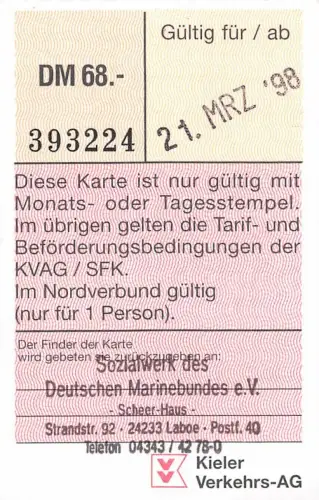 DM 68.-
Gültig für / ab
393224
21. MRZ '98
Diese Karte ist nur gültig mit
Monats- oder Tagesstempel.
Im übrigen gelten die Tarif- und
Beförderungsbedingungen der
KVAG / SFK.
Im Nordverbund gültig
(nur für 1 Person).
Der Finder der Karte
wird gebeten sie zurückzugeben an:
Sozialwerk des
Deutschen Marinebundes e.V.
- Scheer-Haus -
Strandstr. 92 · 24233 Laboe · Postf. 40
Telefon 04343 / 42 78-0
Kieler
Verkehrs-AG